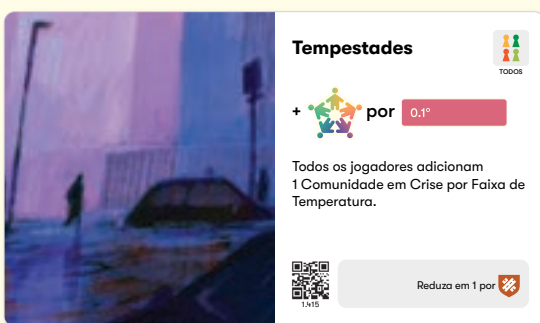 Tempestades
TODOS
+ por 0.1°
Todos os jogadores adicionam
1 Comunidade em Crise por Faixa de
Temperatura.
1.415
Reduza em 1 por